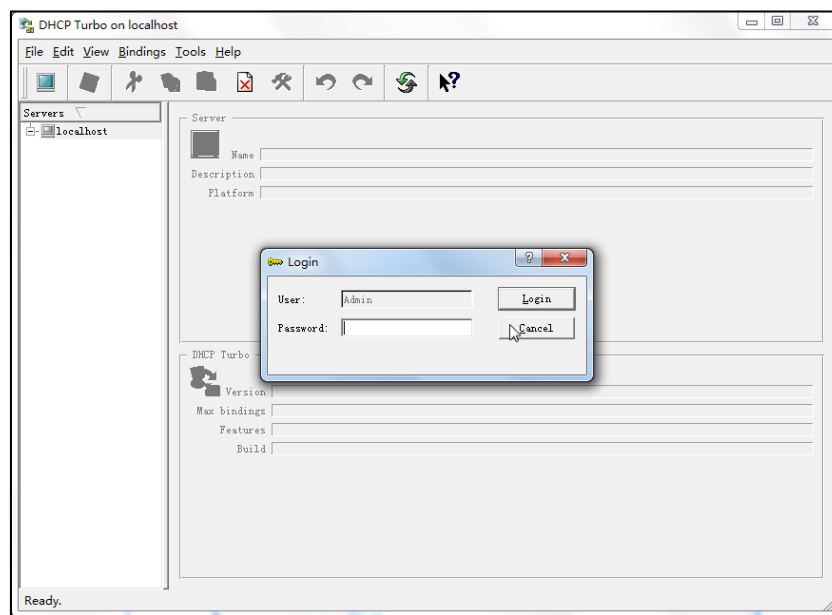 DHCP Turbo on localhost
File Edit View Bindings Tools Help
Servers
localhost
Server
Name
Description
Platform
Login
User: Admin Login
Password: Cancel
DHCP Turbo
Version
Max bindings
Features
Build
Ready.